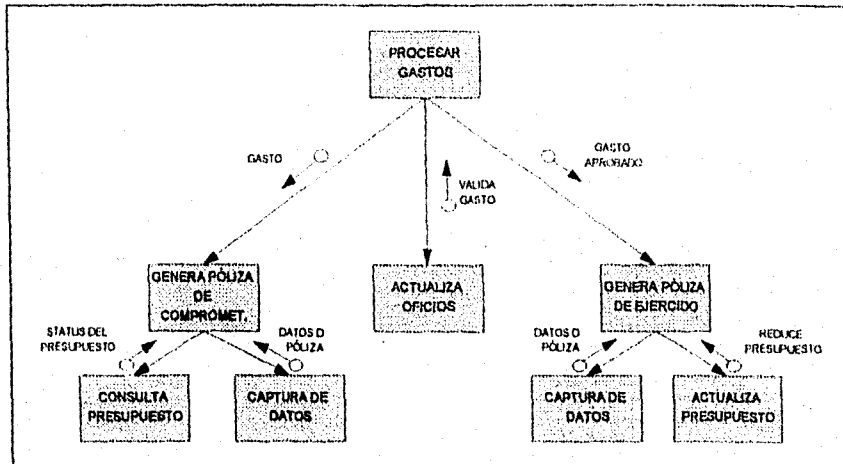 PROCESAR
GASTOS
GASTO
GASTO
APROBADO
VALIDA
GASTO
GENERA PÓLIZA
DE
COMPROMET.
ACTUALIZA
OFICIOS
GENERA PÓLIZA
DE EJERCIDO
STATUS DEL
PRESUPUESTO
DATOS D
PÓLIZA
DATOS D
PÓLIZA
REDUCE
PRESUPUESTO
CONSULTA
PRESUPUESTO
CAPTURA DE
DATOS
CAPTURA DE
DATOS
ACTUALIZA
PRESUPUESTO